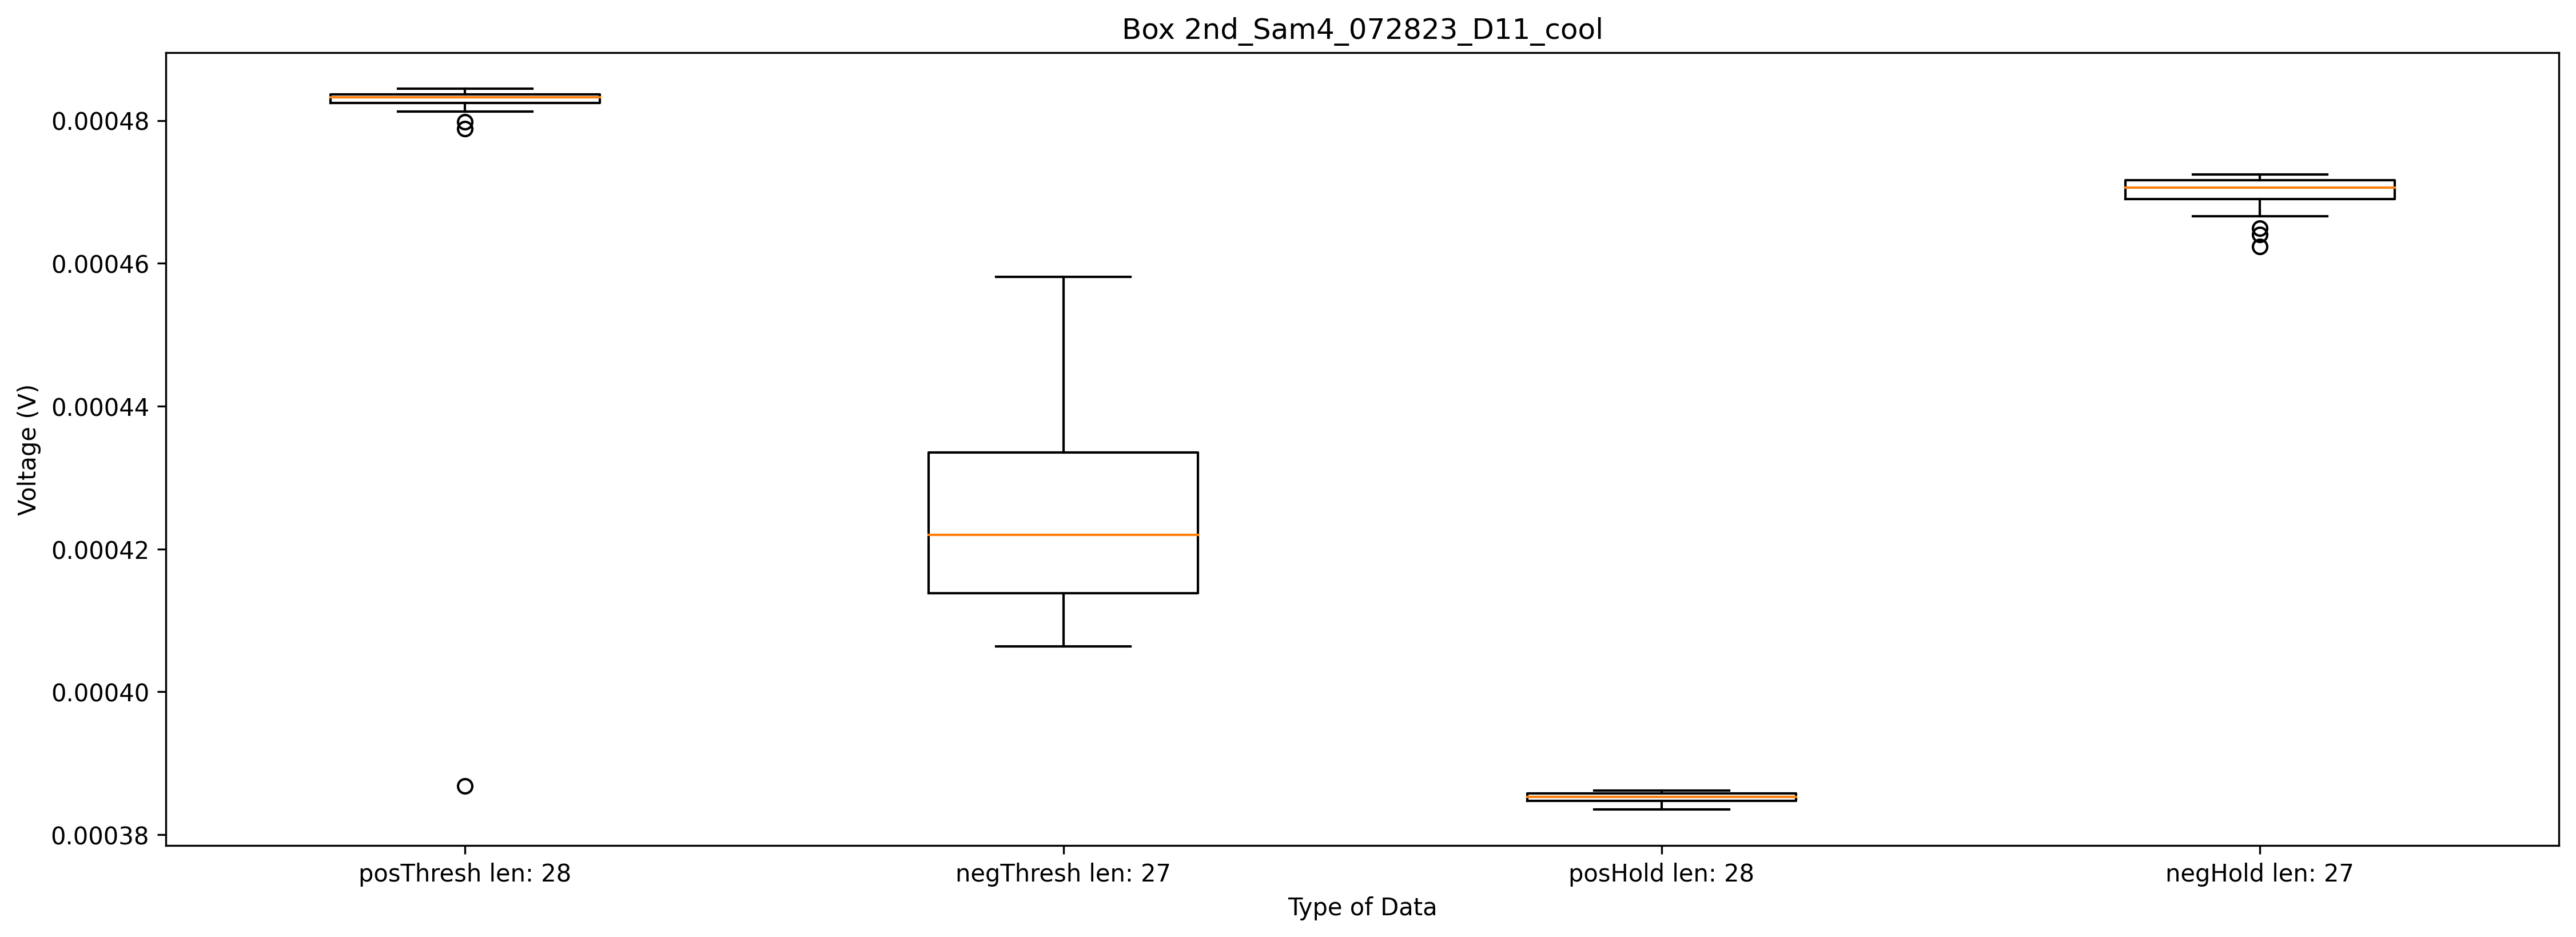 Box 2nd_Sam4_072823_D11_cool
Voltage (V)
0.00048
0.00046
0.00044
0.00042
0.00040
0.00038
posThresh len: 28
negThresh len: 27
posHold len: 28
negHold len: 27
Type of Data